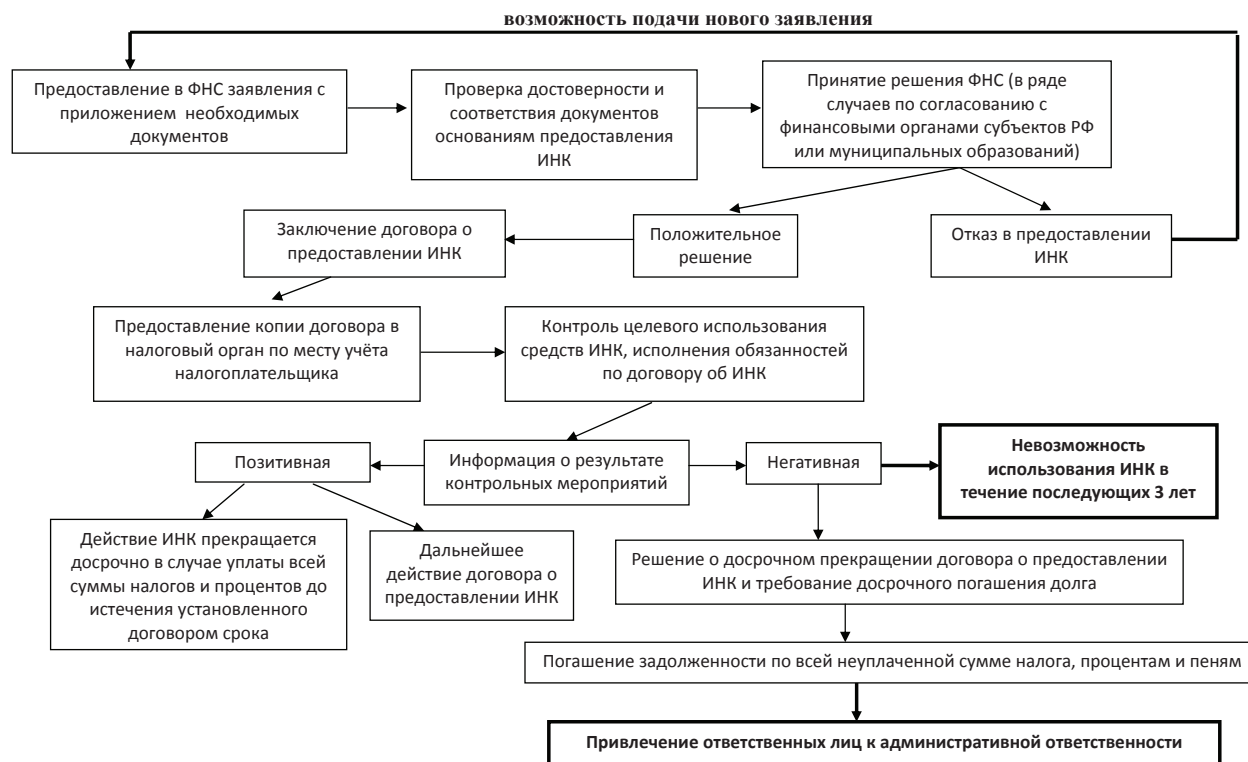 возможность подачи нового заявления
Предоставление в ФНС заявления с
приложением необходимых
документов
Проверка достоверности и
соответствия документов
основаниям предоставления
ИНК
Принятие решения ФНС (в ряде
случаев по согласованию с
финансовыми органами субъектов РФ
или муниципальных образований)
Заключение договора о
предоставлении ИНК
Положительное
решение
Отказ в предоставлении
ИНК
Предоставление копии договора в
налоговый орган по месту учёта
налогоплательщика
Контроль целевого использования
средств ИНК, исполнения обязанностей
по договору об ИНК
Позитивная
Информация о результате
контрольных мероприятий
Негативная
Невозможность
использования ИНК в
течение последующих 3 лет
Действие ИНК прекращается
досрочно в случае уплаты всей
суммы налогов и процентов до
истечения установленного
договором срока
Дальнейшее
действие договора о
предоставлении ИНК
Решение о досрочном прекращении договора о предоставлении
ИНК и требование досрочного погашения долга
Погашение задолженности по всей неуплаченной сумме налога, процентам и пеням
Привлечение ответственных лиц к административной ответственности